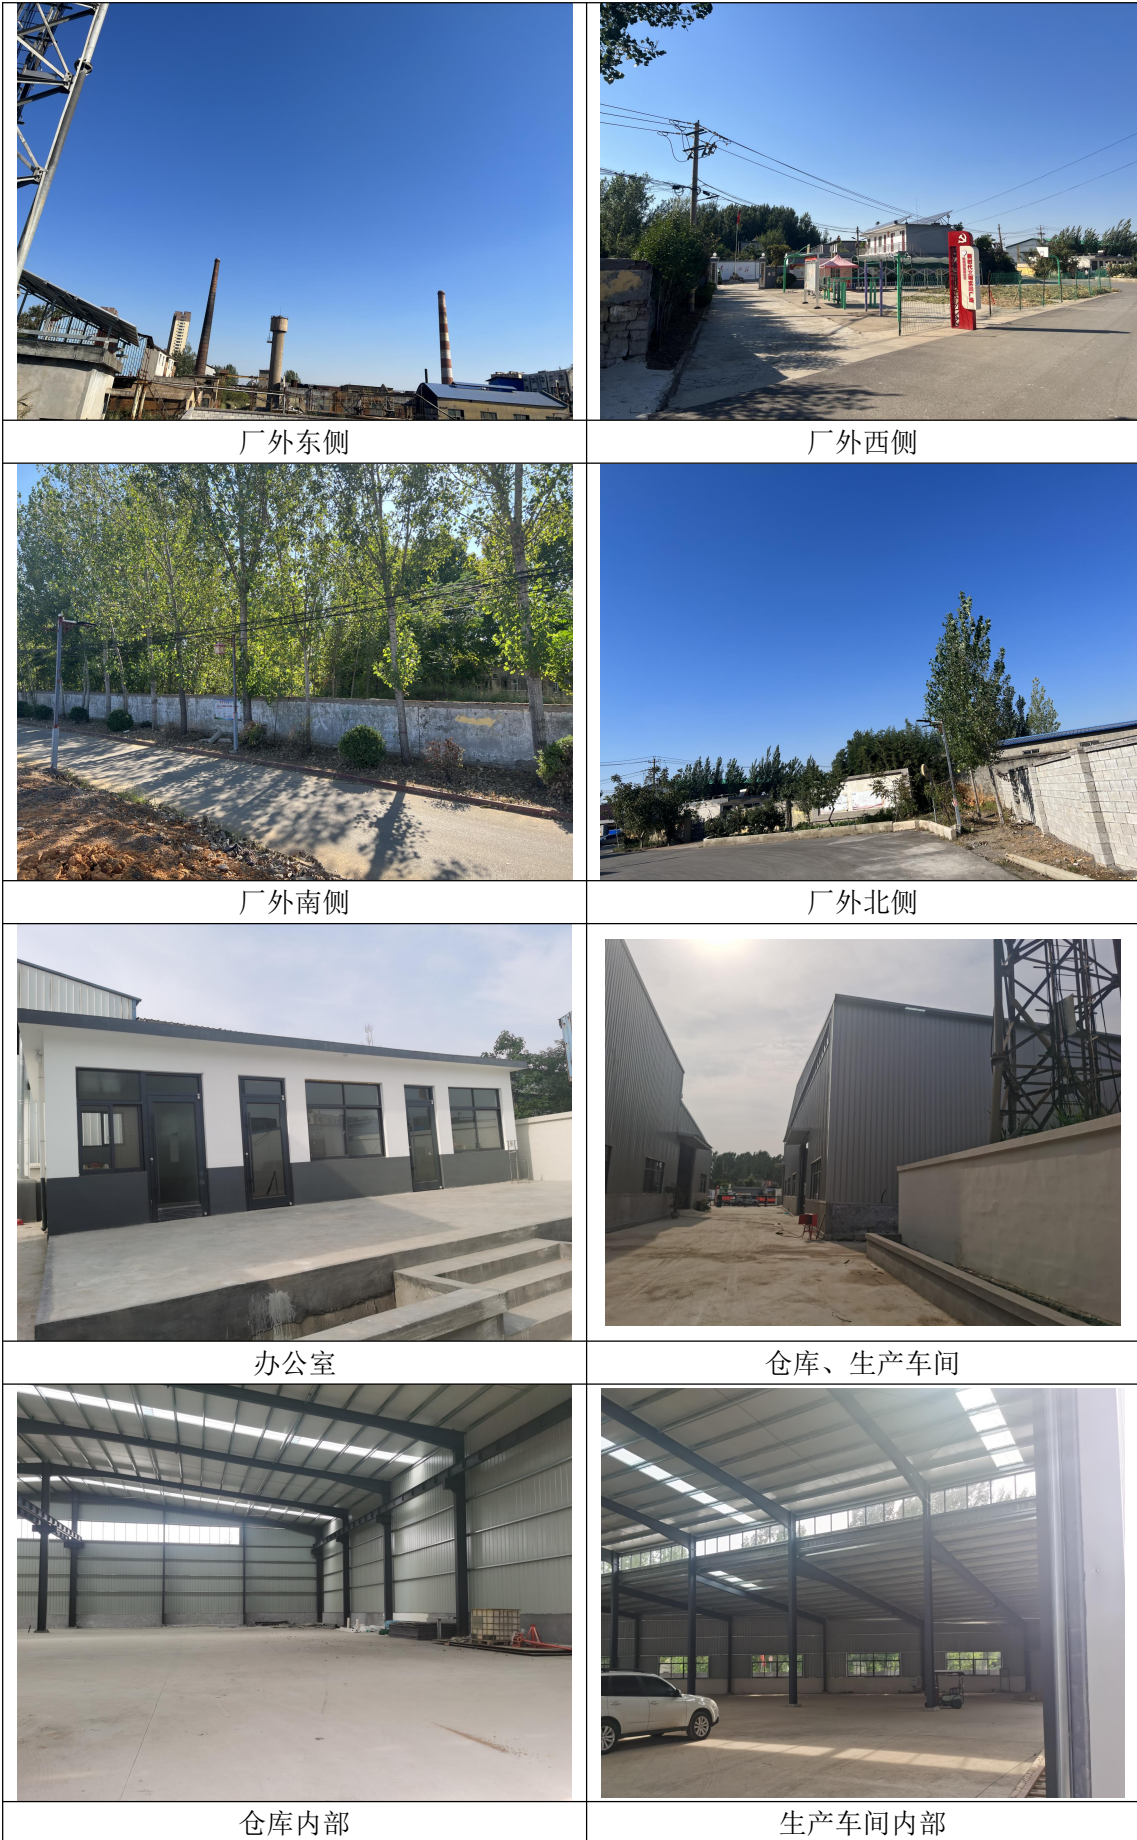 厂外东侧
厂外西侧
厂外南侧
厂外北侧
办公室
仓库、生产车间
仓库内部
生产车间内部